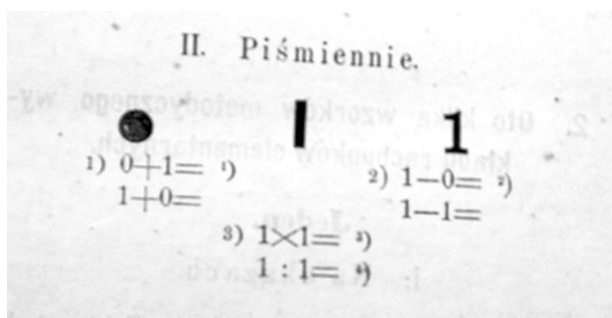 II. Piśmiennie.
● I 1
1) 0+1= ¹)
1+0=
2) 1—0= ²)
1—1=
3) 1×1= ³)
1 : 1= ⁴)